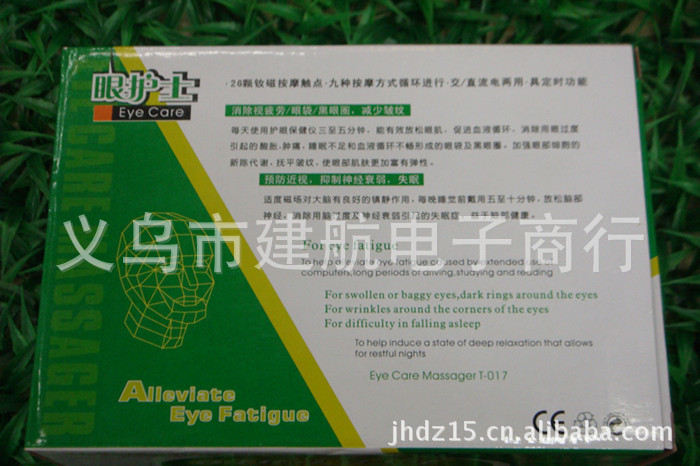 眼护士
Eye Care
·26颗钕磁按摩触点·九种按摩方式循环进行·交/直流电两用·具定时功能
消除视疲劳/眼袋/黑眼圈，减少皱纹
每天使用护眼保健仪三至五分钟，能有效放松眼肌，促进血液循环，消除用眼过度
引起的酸胀，肿痛，睡眠不足和血液循环不畅形成的眼袋及黑眼圈，加强眼部细胞的
新陈代谢，抚平皱纹，使眼部肌肤更加富有弹性。
预防近视，抑制神经衰弱，失眠
适度磁场对大脑有良好的镇静作用，每晚睡觉前戴用五至十分钟，放松脑部
神经，消除用脑过度及神经衰弱引起的失眠症，益于脑部健康。
义乌市建航电子商行
For eye fatigue
To help alleviate eye fatigue caused by extended use of
computers,long periods of driving,studying and reading
For swollen or baggy eyes,dark rings around the eyes
For wrinkles around the corners of the eyes
For difficulty in falling asleep
To help induce a state of deep relaxation that allows
for restful nights
Eye Care Massager T-017
EYE CARE MASSAGER
Alleviate
Eye Fatigue
CE
jhdz15.cn.alibaba.com